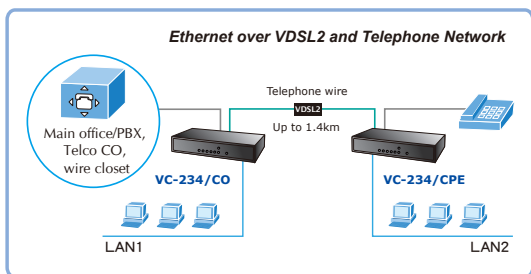 Ethernet over VDSL2 and Telephone Network
Telephone wire
VDSL2
Up to 1.4km
Main office/PBX,
Telco CO,
wire closet
VC-234/CO
VC-234/CPE
LAN1
LAN2